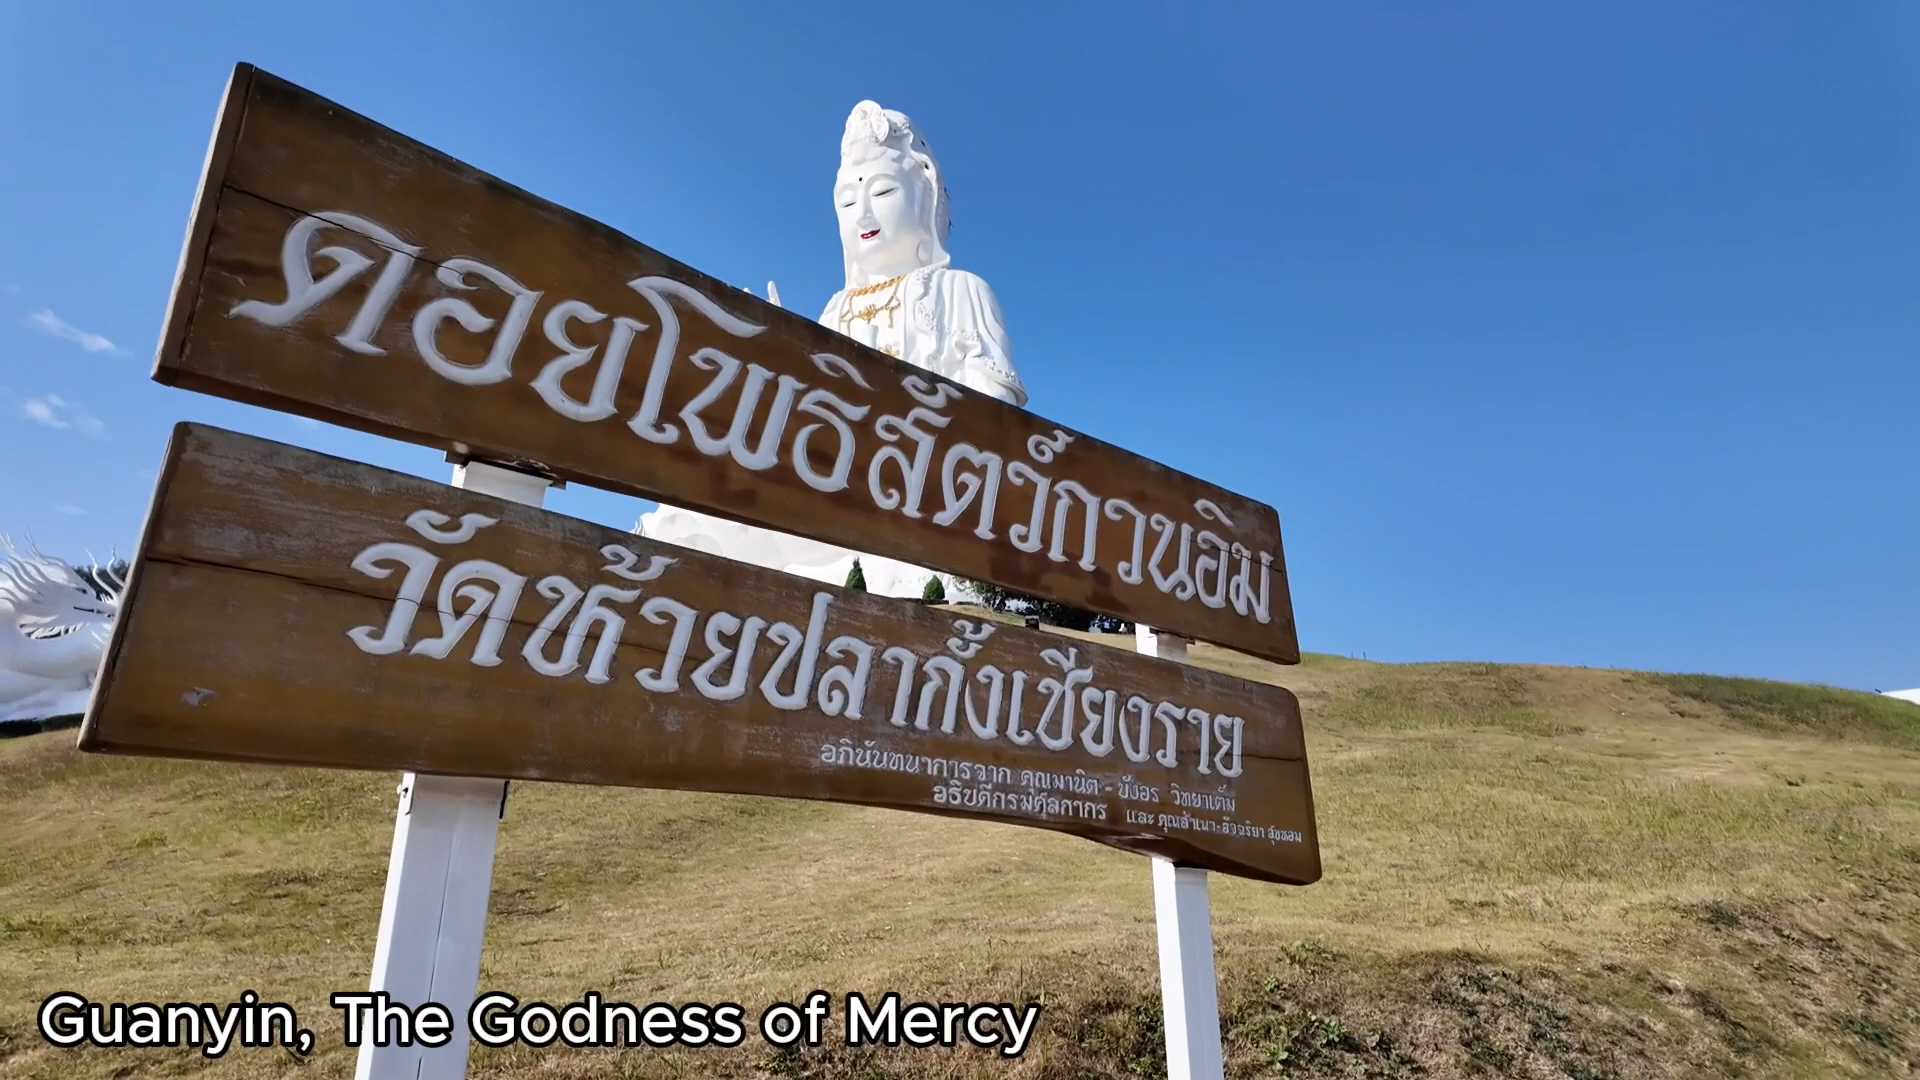 ดอยโพธิสัตว์กวนอิม
วัดห้วยปลากั้งเชียงราย
อภินันทนาการจาก คุณมานิต - บังอร วิทยาเต็ม
อธิบดีกรมศุลกากร และ คุณสำเนา-อัจฉริยา สุขหอม
Guanyin, The Godness of Mercy